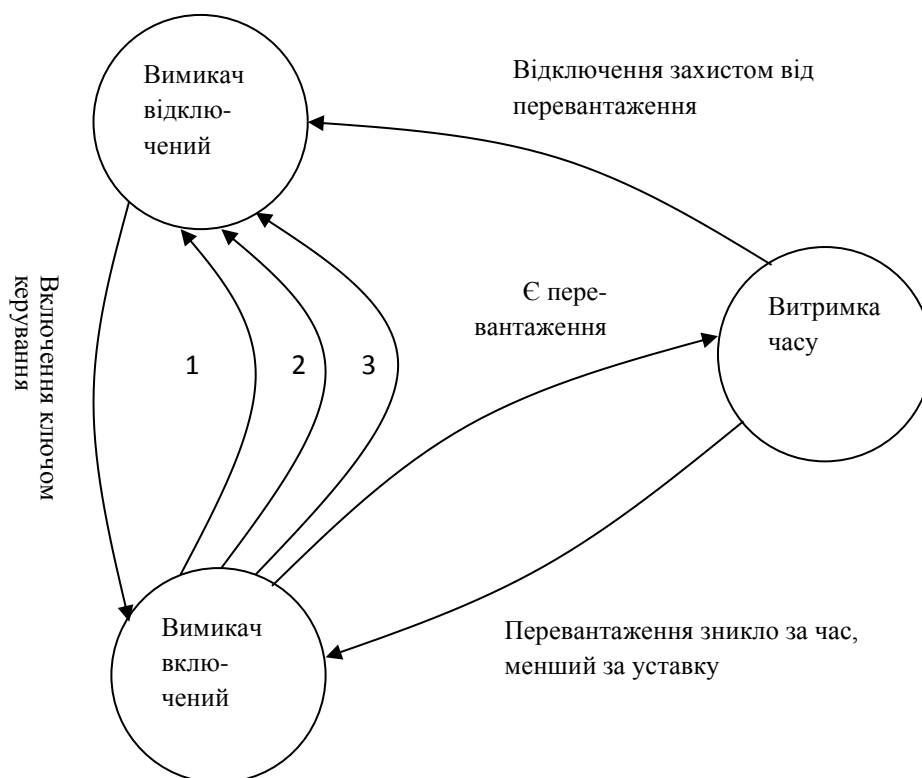 Вимикач
відклю-
чений
Відключення захистом від
перевантаження
Включення ключом
керування
1
2
3
Є пере-
вантаження
Витримка
часу
Вимикач
вклю-
чений
Перевантаження зникло за час,
менший за уставку